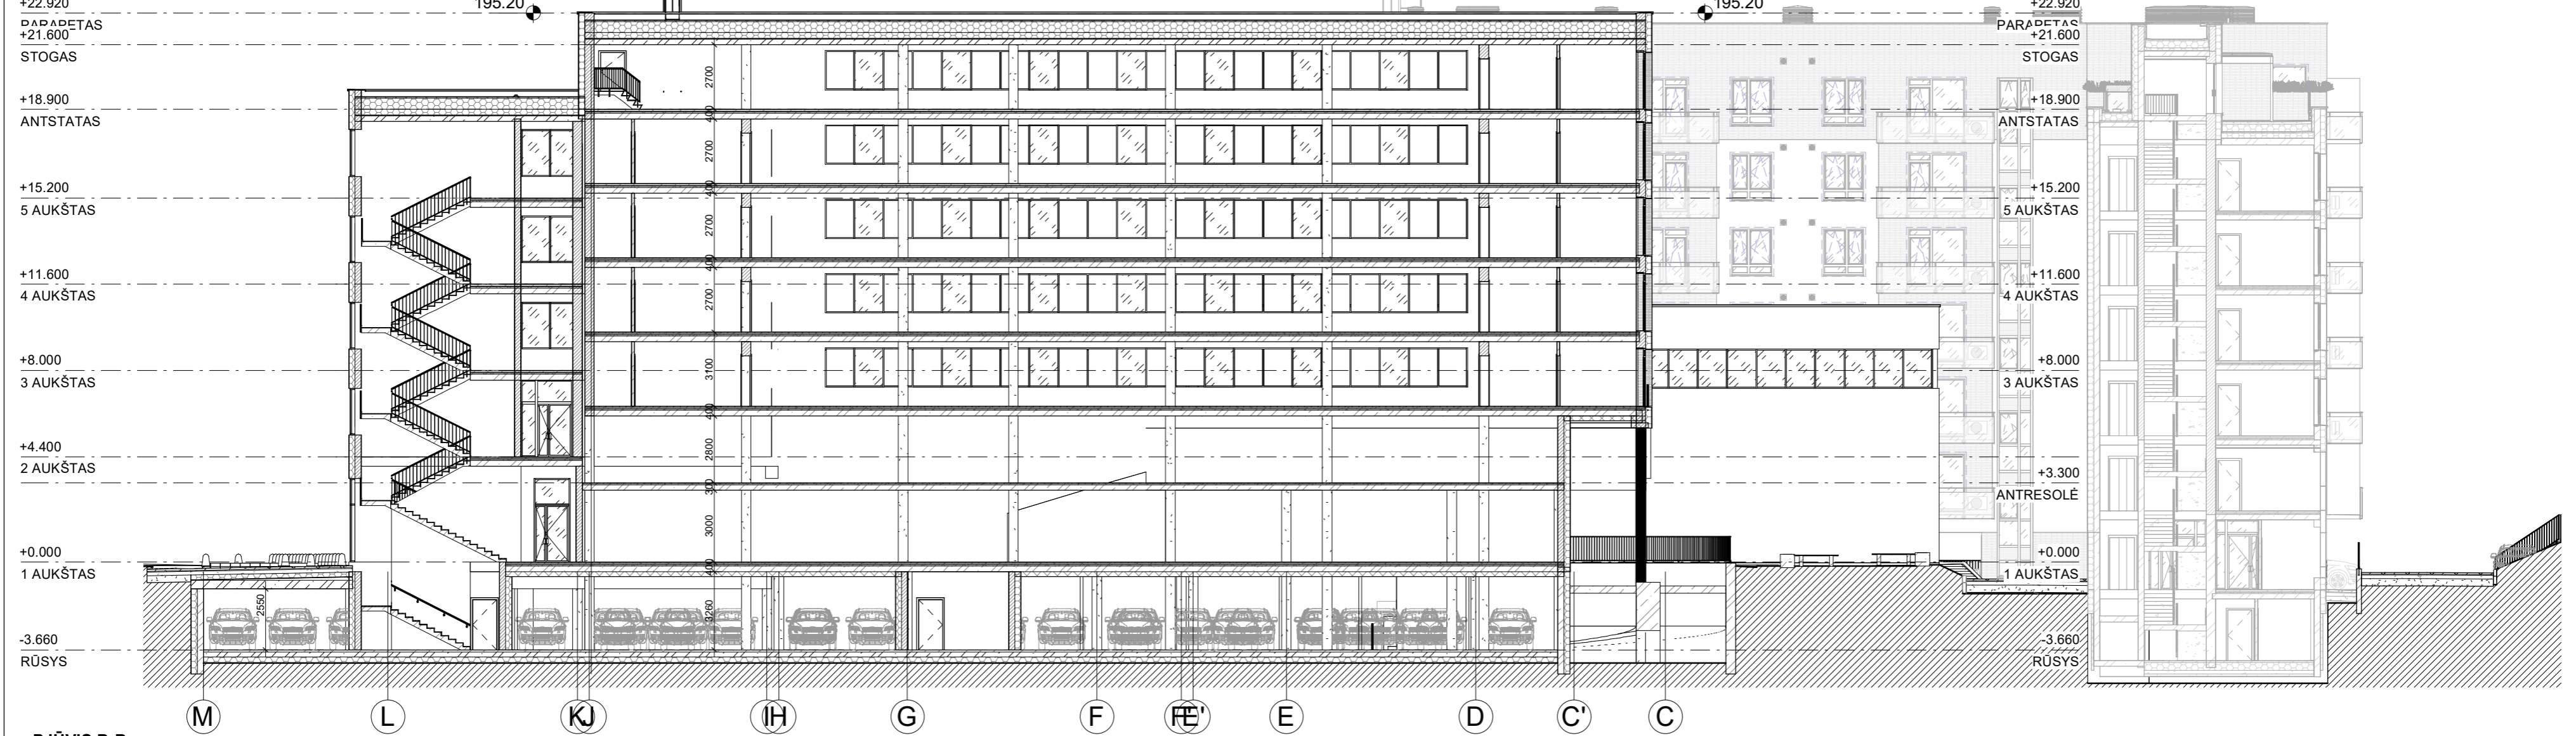 +22.920
195.20
195.20
+22.920
PARAPETAS
PARAPETAS
+21.600
+21.600
STOGAS
STOGAS
+18.900
+18.900
ANTSTATAS
ANTSTATAS
+15.200
+15.200
5 AUKŠTAS
5 AUKŠTAS
+11.600
+11.600
4 AUKŠTAS
4 AUKŠTAS
+8.000
+8.000
3 AUKŠTAS
3 AUKŠTAS
+4.400
2 AUKŠTAS
+3.300
ANTRESOLĖ
+0.000
+0.000
1 AUKŠTAS
1 AUKŠTAS
-3.660
-3.660
RŪSYS
RŪSYS
2700
400
2700
400
2700
400
2700
3100
400
2800
300
3000
400
3260
2550
M L K J I H G F F' E' E D C' C